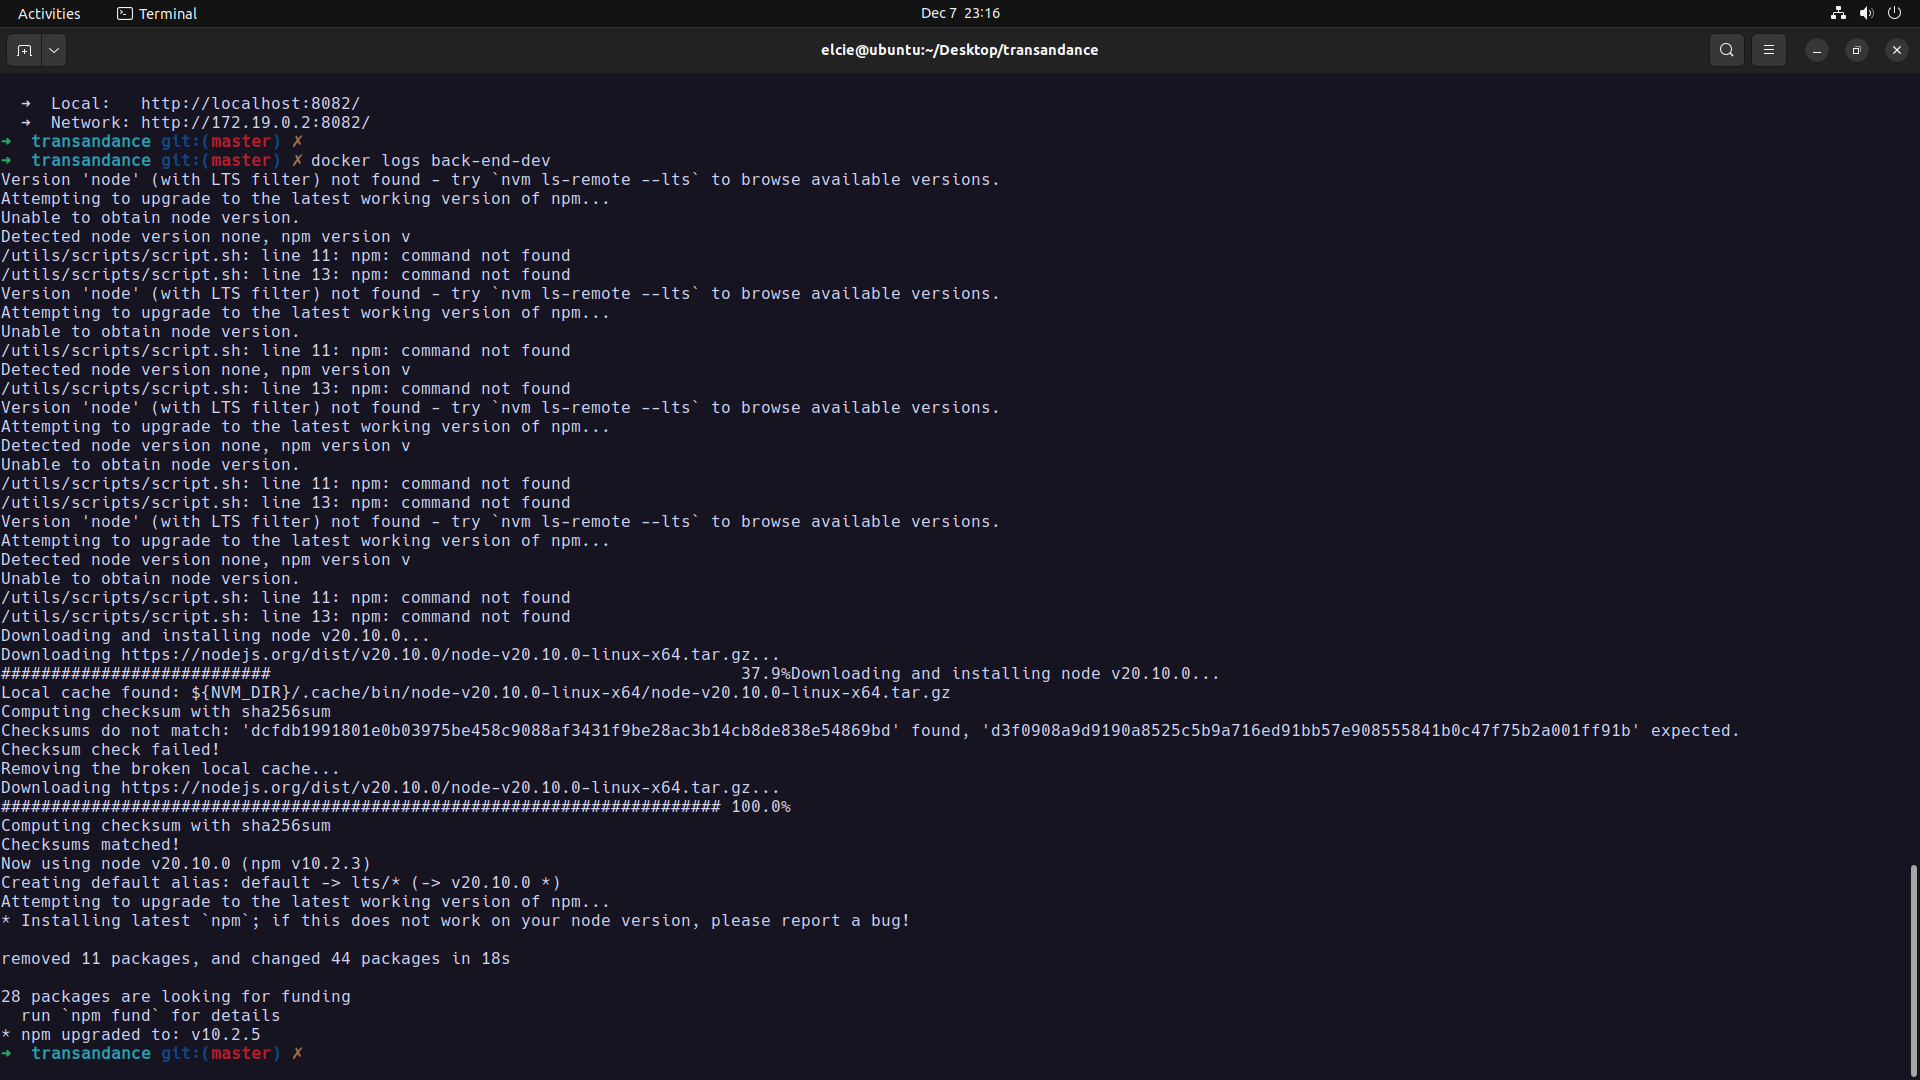 Activities Terminal Dec 7 23:16
elcie@ubuntu:~/Desktop/transandance
➜ Local: http://localhost:8082/
➜ Network: http://172.19.0.2:8082/
➜ transandance git:(master) ✗
➜ transandance git:(master) ✗ docker logs back-end-dev
Version 'node' (with LTS filter) not found - try `nvm ls-remote --lts` to browse available versions.
Attempting to upgrade to the latest working version of npm...
Unable to obtain node version.
Detected node version none, npm version v
/utils/scripts/script.sh: line 11: npm: command not found
/utils/scripts/script.sh: line 13: npm: command not found
Version 'node' (with LTS filter) not found - try `nvm ls-remote --lts` to browse available versions.
Attempting to upgrade to the latest working version of npm...
Unable to obtain node version.
/utils/scripts/script.sh: line 11: npm: command not found
Detected node version none, npm version v
/utils/scripts/script.sh: line 13: npm: command not found
Version 'node' (with LTS filter) not found - try `nvm ls-remote --lts` to browse available versions.
Attempting to upgrade to the latest working version of npm...
Detected node version none, npm version v
Unable to obtain node version.
/utils/scripts/script.sh: line 11: npm: command not found
/utils/scripts/script.sh: line 13: npm: command not found
Version 'node' (with LTS filter) not found - try `nvm ls-remote --lts` to browse available versions.
Attempting to upgrade to the latest working version of npm...
Detected node version none, npm version v
Unable to obtain node version.
/utils/scripts/script.sh: line 11: npm: command not found
/utils/scripts/script.sh: line 13: npm: command not found
Downloading and installing node v20.10.0...
Downloading https://nodejs.org/dist/v20.10.0/node-v20.10.0-linux-x64.tar.gz...
########################### 37.9%Downloading and installing node v20.10.0...
Local cache found: ${NVM_DIR}/.cache/bin/node-v20.10.0-linux-x64/node-v20.10.0-linux-x64.tar.gz
Computing checksum with sha256sum
Checksums do not match: 'dcfdb1991801e0b03975be458c9088af3431f9be28ac3b14cb8de838e54869bd' found, 'd3f0908a9d9190a8525c5b9a716ed91bb57e908555841b0c47f75b2a001ff91b' expected.
Checksum check failed!
Removing the broken local cache...
Downloading https://nodejs.org/dist/v20.10.0/node-v20.10.0-linux-x64.tar.gz...
######################################################################## 100.0%
Computing checksum with sha256sum
Checksums matched!
Now using node v20.10.0 (npm v10.2.3)
Creating default alias: default -> lts/* (-> v20.10.0 *)
Attempting to upgrade to the latest working version of npm...
* Installing latest `npm`; if this does not work on your node version, please report a bug!
removed 11 packages, and changed 44 packages in 18s
28 packages are looking for funding
run `npm fund` for details
* npm upgraded to: v10.2.5
➜ transandance git:(master) ✗